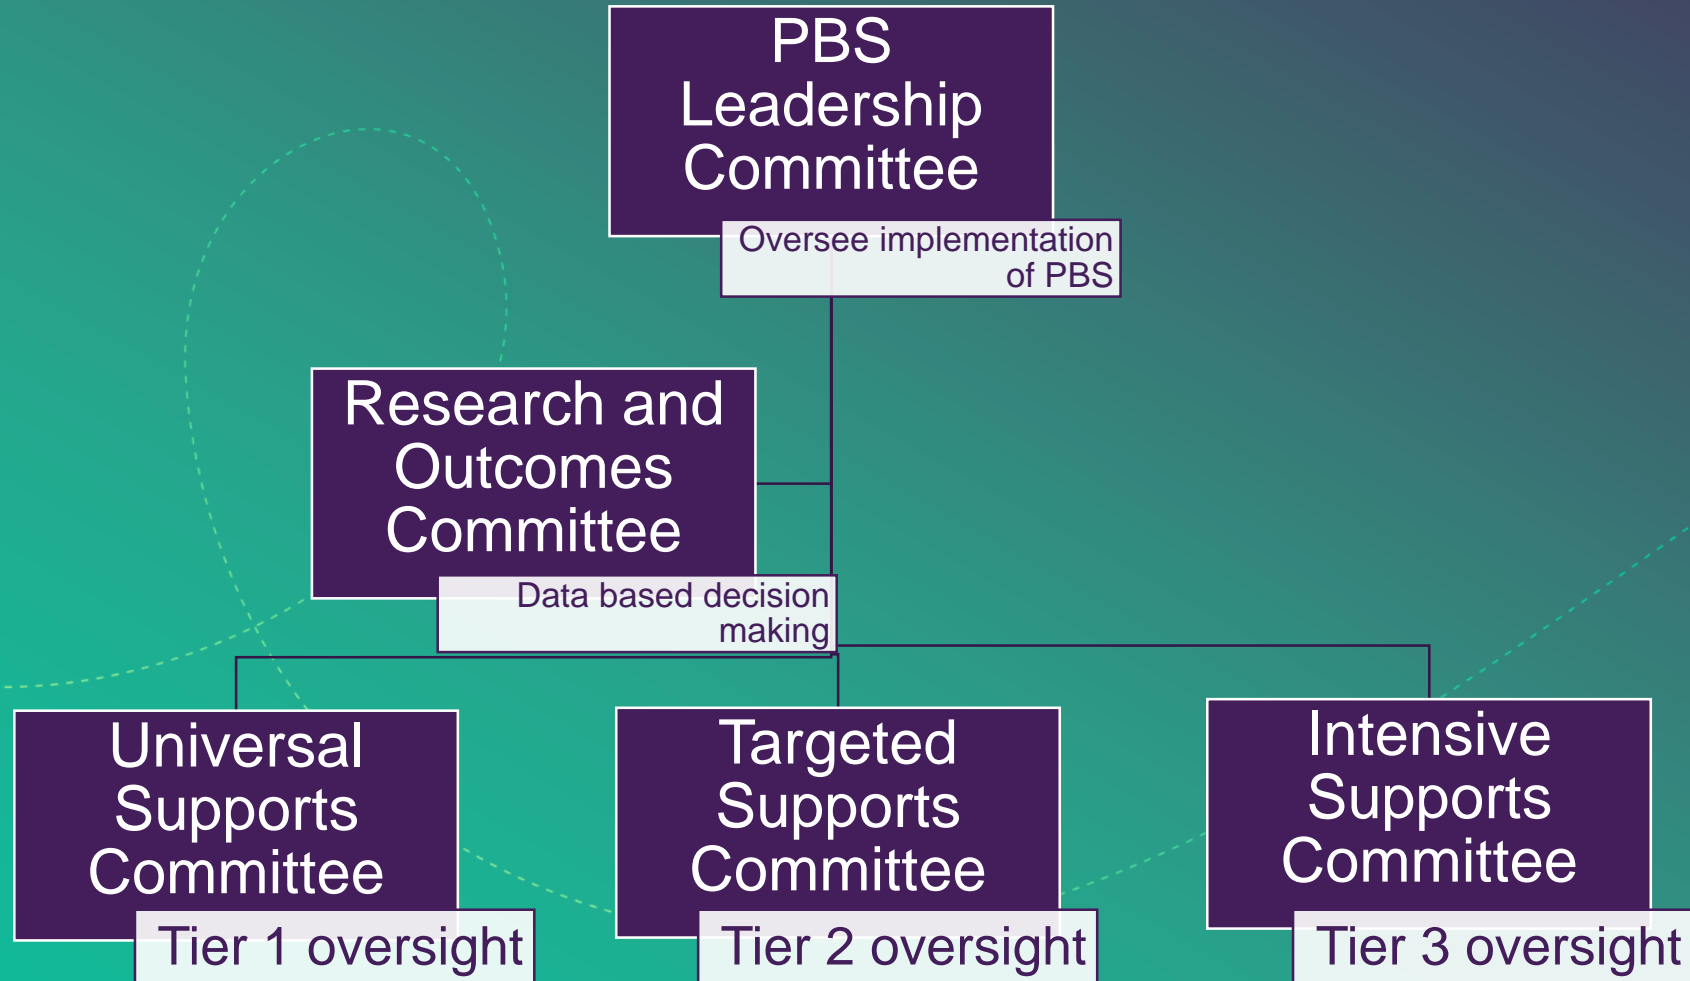 PBS
Leadership
Committee
Oversee implementation
of PBS
Research and
Outcomes
Committee
Data based decision
making
Universal
Supports
Committee
Tier 1 oversight
Targeted
Supports
Committee
Tier 2 oversight
Intensive
Supports
Committee
Tier 3 oversight